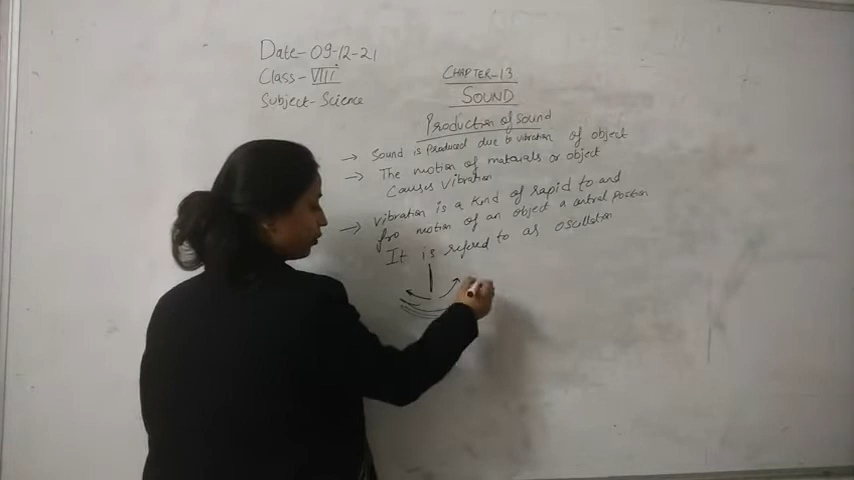 Date- 09-12-21
Class- VIII
Subject- Science
CHAPTER-13
SOUND
Production of sound
→ Sound is produced due to vibration of object
→ The motion of materials or object
causes vibration
→ Vibration is a kind of rapid to and
fro motion of an object a central position
It is refered to as oscillation